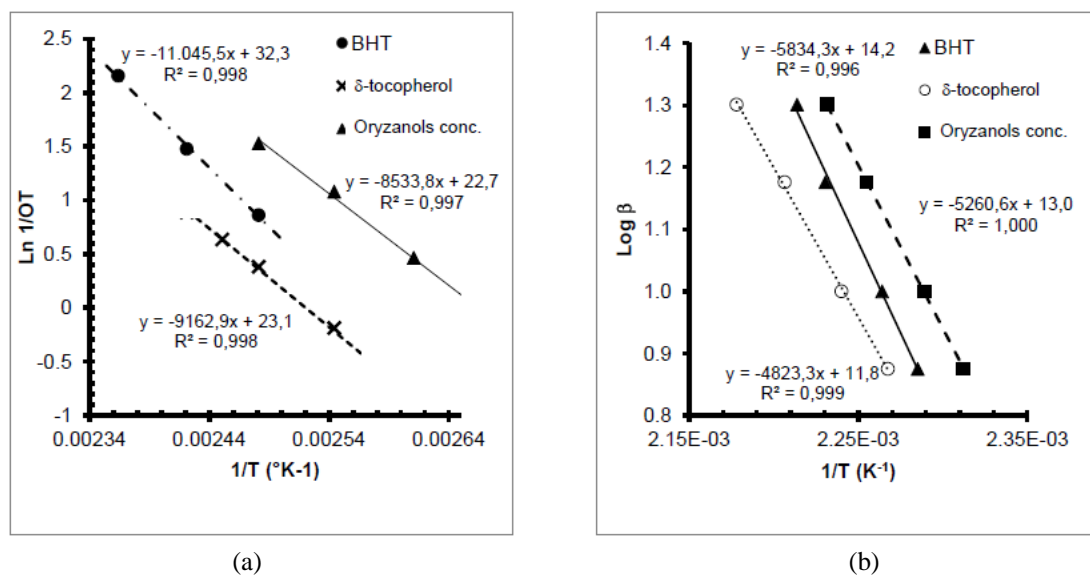 2.5
2
1.5
1
0.5
0
-0.5
-1
Ln 1/OT
y = -11.045,5x + 32,3
R² = 0,998
BHT
δ-tocopherol
Oryzanols conc.
y = -8533,8x + 22,7
R² = 0,997
y = -9162,9x + 23,1
R² = 0,998
0.00234 0.00244 0.00254 0.00264
1/T (°K-1)
(a)
1.4
1.3
1.2
1.1
1.0
0.9
0.8
Log β
y = -5834,3x + 14,2
R² = 0,996
BHT
δ-tocopherol
Oryzanols conc.
y = -5260,6x + 13,0
R² = 1,000
y = -4823,3x + 11,8
R² = 0,999
2.15E-03 2.25E-03 2.35E-03
1/T (K⁻¹)
(b)